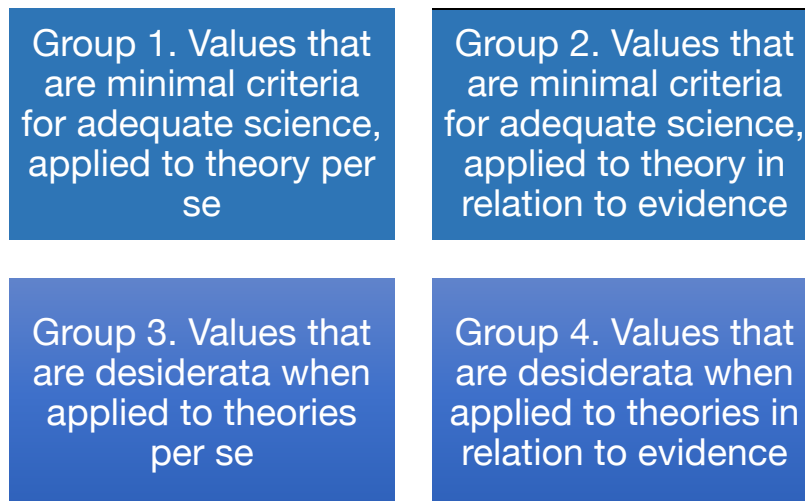 Group 1. Values that
are minimal criteria
for adequate science,
applied to theory per
se
Group 2. Values that
are minimal criteria
for adequate science,
applied to theory in
relation to evidence
Group 3. Values that
are desiderata when
applied to theories
per se
Group 4. Values that
are desiderata when
applied to theories in
relation to evidence